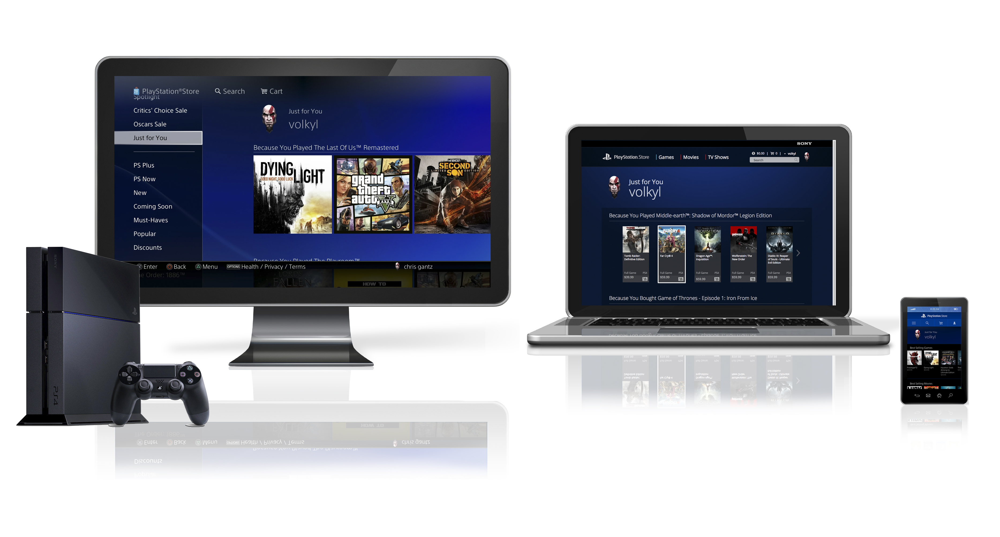 PlayStation®Store
Search
Cart
Spotlight
Critics' Choice Sale
Oscars Sale
Just for You
PS Plus
PS Now
New
Coming Soon
Must-Haves
Popular
Discounts
Just for You
volkyl
Because You Played The Last Of Us™ Remastered
DYING LIGHT
GOOD NIGHT, GOOD LUCK
grand
theft
auto
FIVE
inFAMOUS
SECOND
SON
LIMITED EDITION
Because You Played The Playroom™
Enter
Back
Menu
OPTIONS
Health / Privacy / Terms
chris gantz
Order: 1886™
LORDS
FALLEN
HOW TO
SONY
PS4
SONY
PlayStation.Store
Games
Movies
TV Shows
$0.00 | 0 | volkyl
Search
Just for You
volkyl
Because You Played Middle-earth™: Shadow of Mordor™ Legion Edition
TOMB RAIDER
FARCRY4
DRAGON AGE
INQUISITION
Wolfenstein
ULTIMATE EVIL EDITION
DIABLO
Tomb Raider:
Definitive Edition
Full Game PS4
$39.99
Far Cry® 4
Full Game PS4
$59.99
Dragon Age™:
Inquisition
Full Game PS4
$59.99
Wolfenstein: The
New Order
Full Game PS4
$59.99
Diablo III: Reaper
of Souls - Ultimate
Evil Edition
Full Game PS4
$59.99
Because You Bought Game of Thrones - Episode 1: Iron From Ice
10:22 AM
PlayStation.Store
Just for You
volkyl
Best Selling Games
DYING LIGHT
INJUSTICE
Prototype®2
Dying Light
Injustice: Gods
Among Us
Ultimate Edition
Best Selling Movies